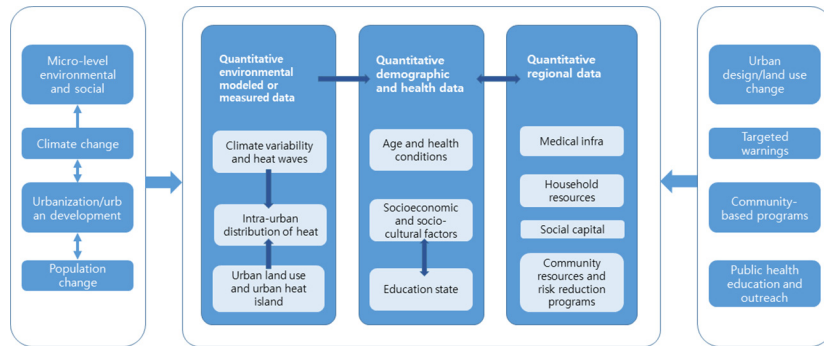 Micro-level
environmental
and social
Climate change
Urbanization/urb
an development
Population
change
Quantitative
environmental
modeled or
measured data
Climate variability
and heat waves
Intra-urban
distribution of heat
Urban land use
and urban heat
island
Quantitative
demographic
and health data
Age and health
conditions
Socioeconomic
and socio-
cultural factors
Education state
Quantitative
regional data
Medical infra
Household
resources
Social capital
Community
resources and
risk reduction
programs
Urban
design/land use
change
Targeted
warnings
Community-
based programs
Public health
education and
outreach